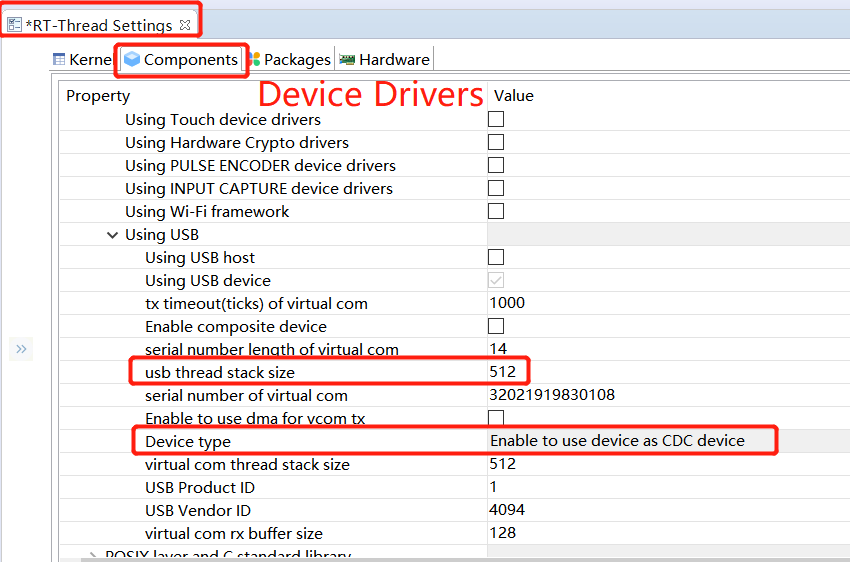 *RT-Thread Settings
Kernel Components Packages Hardware
Device Drivers
Property Value
Using Touch device drivers
Using Hardware Crypto drivers
Using PULSE ENCODER device drivers
Using INPUT CAPTURE device drivers
Using Wi-Fi framework
Using USB
Using USB host
Using USB device
tx timeout(ticks) of virtual com 1000
Enable composite device
serial number length of virtual com 14
usb thread stack size 512
serial number of virtual com 32021919830108
Enable to use dma for vcom tx
Device type Enable to use device as CDC device
virtual com thread stack size 512
USB Product ID 1
USB Vendor ID 4094
virtual com rx buffer size 128
POSIX layer and C standard library